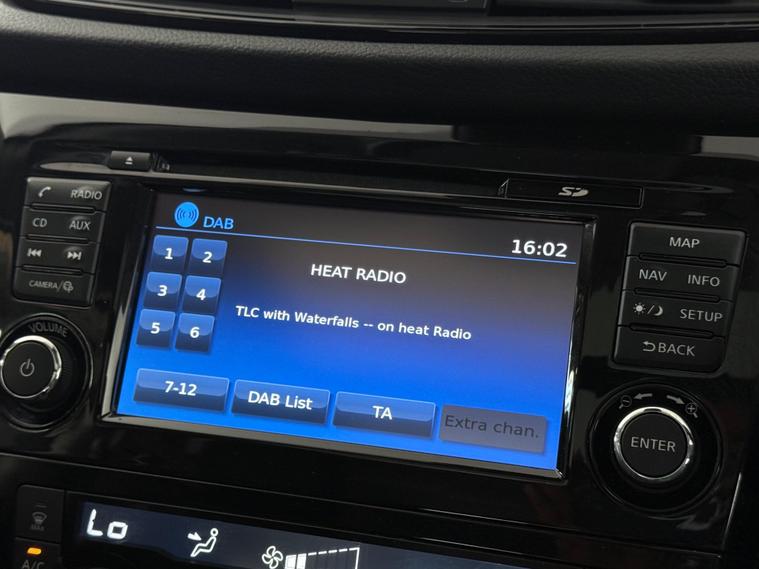 SD
RADIO
CD AUX
CAMERA/
VOLUME
DAB
16:02
1 2
3 4
5 6
HEAT RADIO
TLC with Waterfalls -- on heat Radio
7-12
DAB List
TA
Extra chan.
MAP
NAV INFO
SETUP
BACK
ENTER
Lo
MAX
A/C